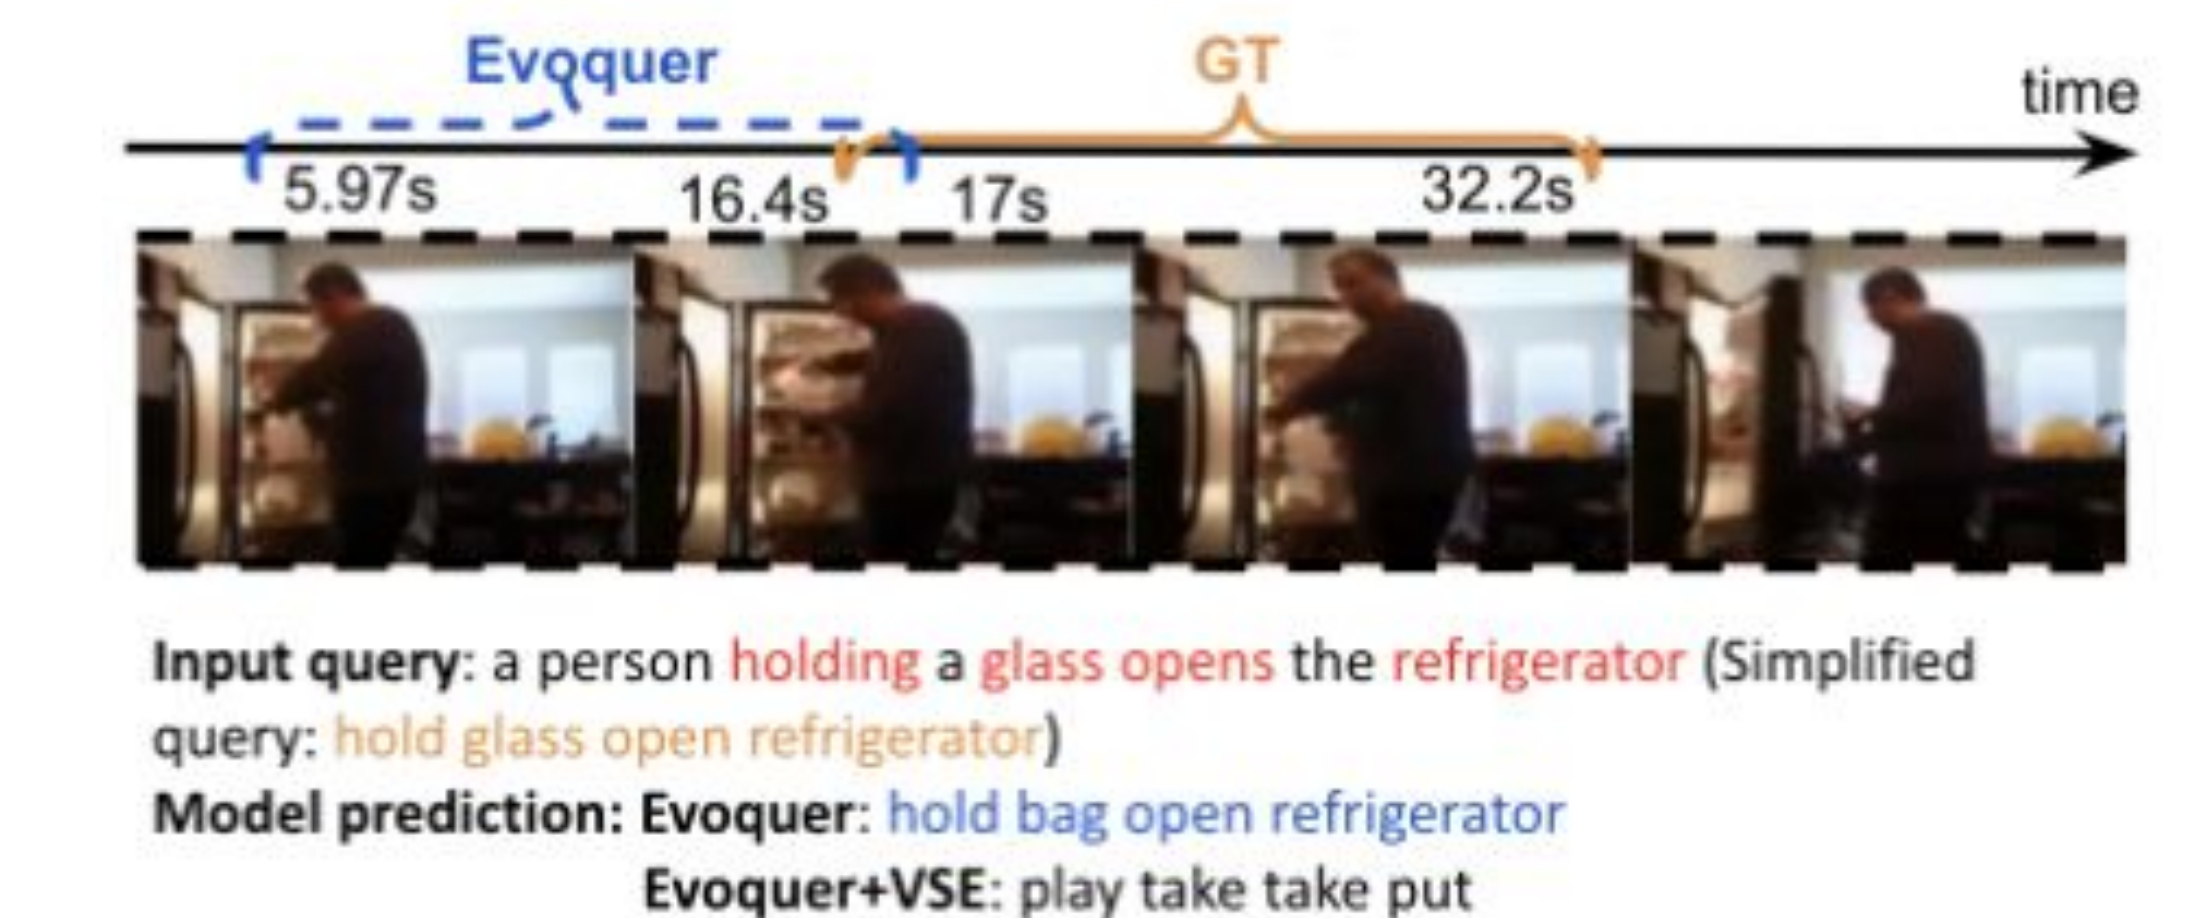 Evoquer GT
time
5.97s 16.4s 17s 32.2s
Input query: a person holding a glass opens the refrigerator (Simplified
query: hold glass open refrigerator)
Model prediction: Evoquer: hold bag open refrigerator
Evoquer+VSE: play take take put